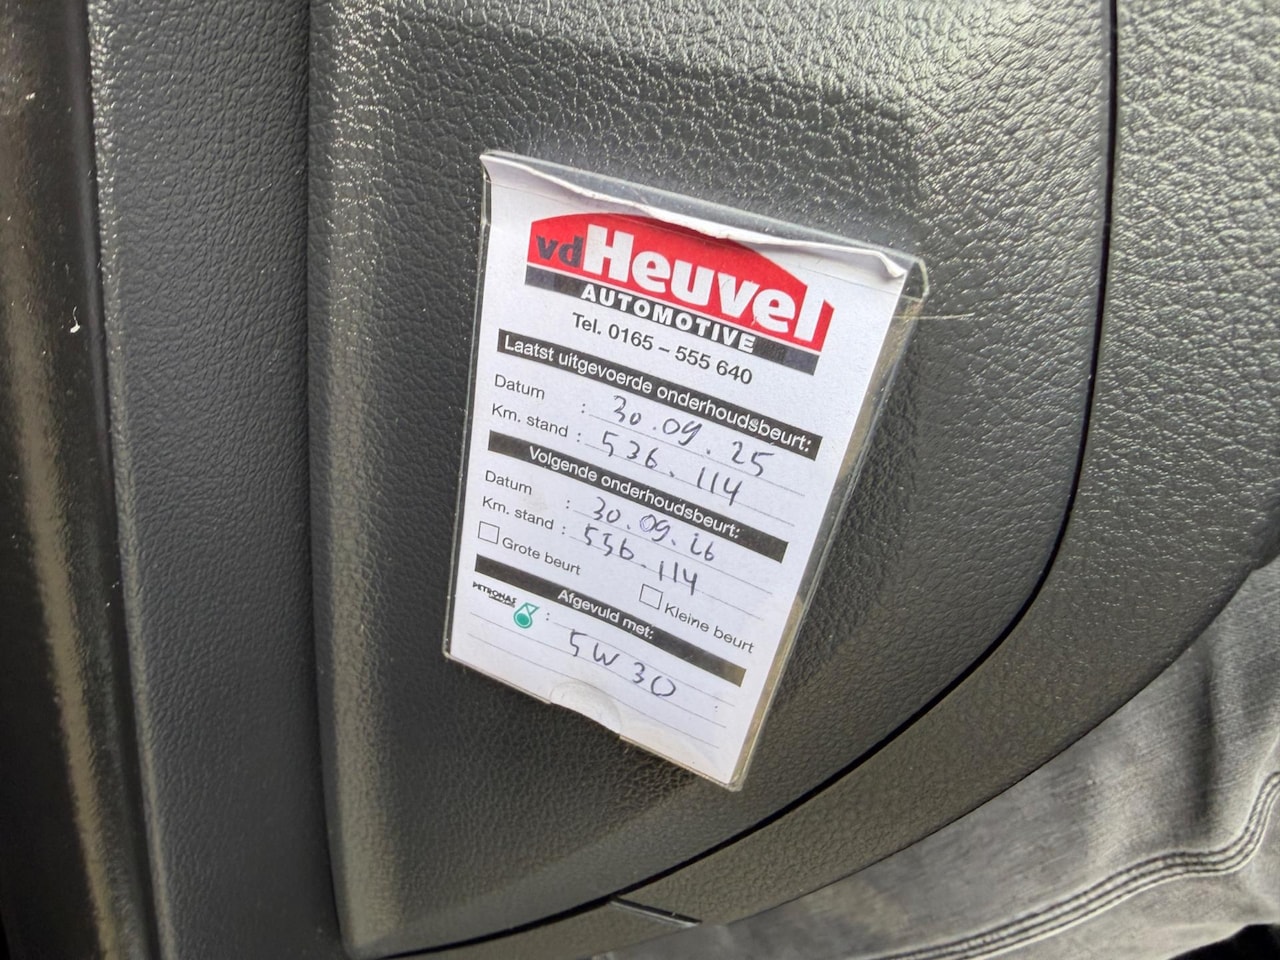 vdHeuvel
AUTOMOTIVE
Tel. 0165 – 555 640
Laatst uitgevoerde onderhoudsbeurt:
Datum : 30.09.25
Km. stand : 536.114
Volgende onderhoudsbeurt:
Datum : 30.09.26
Km. stand : 556.114
Grote beurt Kleine beurt
Afgevuld met:
PETRONAS : 5W30